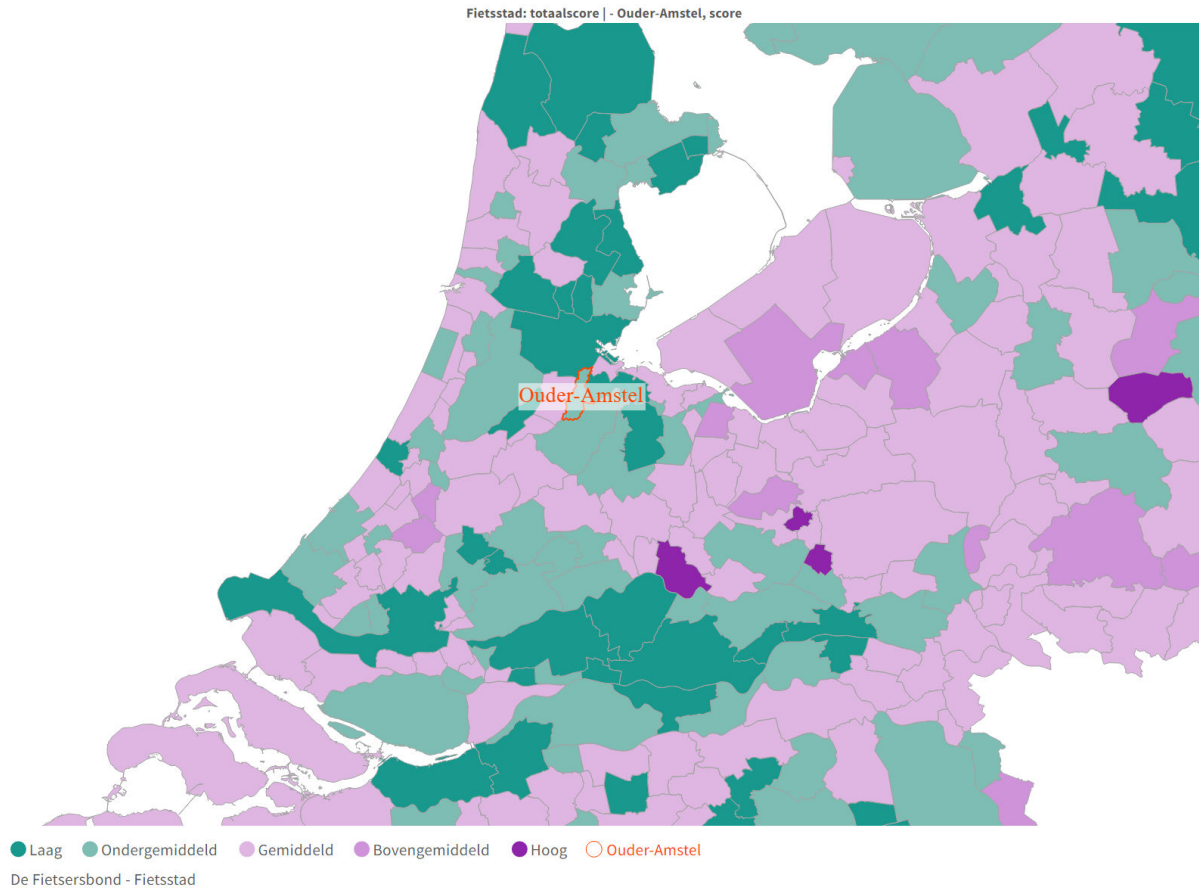 Fietsstad: totaalscore | - Ouder-Amstel, score
Ouder-Amstel
Laag Ondergemiddeld Gemiddeld Bovengemiddeld Hoog Ouder-Amstel
De Fietsersbond - Fietsstad